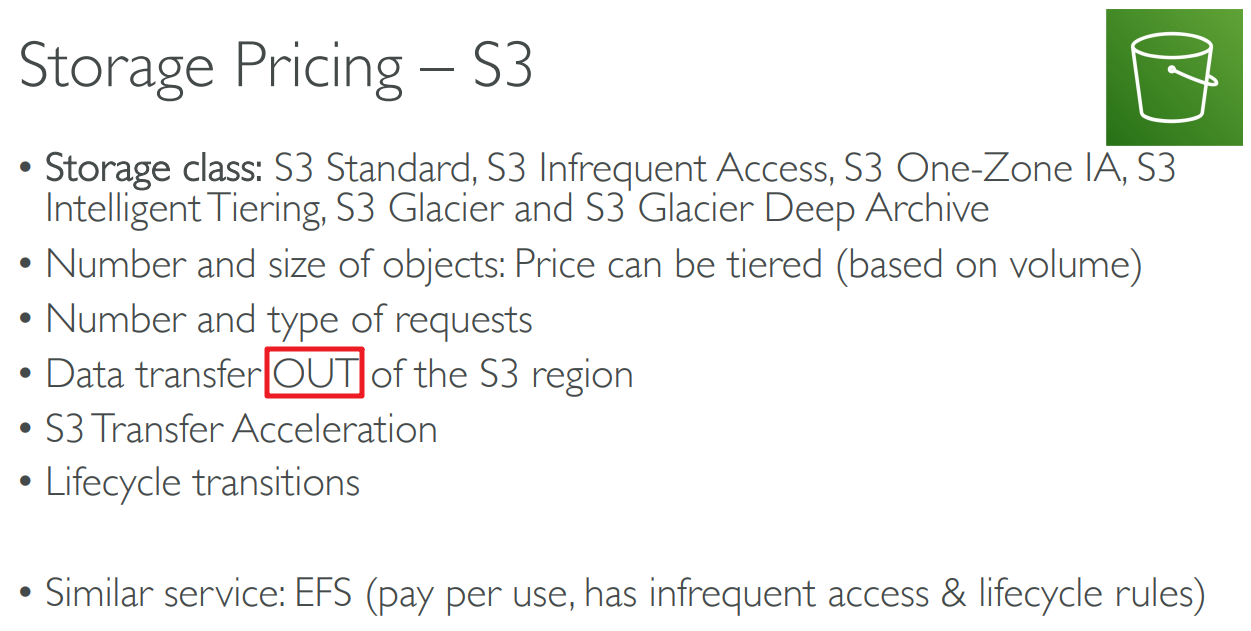 Storage Pricing – S3
• Storage class: S3 Standard, S3 Infrequent Access, S3 One-Zone IA, S3
Intelligent Tiering, S3 Glacier and S3 Glacier Deep Archive
• Number and size of objects: Price can be tiered (based on volume)
• Number and type of requests
• Data transfer OUT of the S3 region
• S3 Transfer Acceleration
• Lifecycle transitions
• Similar service: EFS (pay per use, has infrequent access & lifecycle rules)